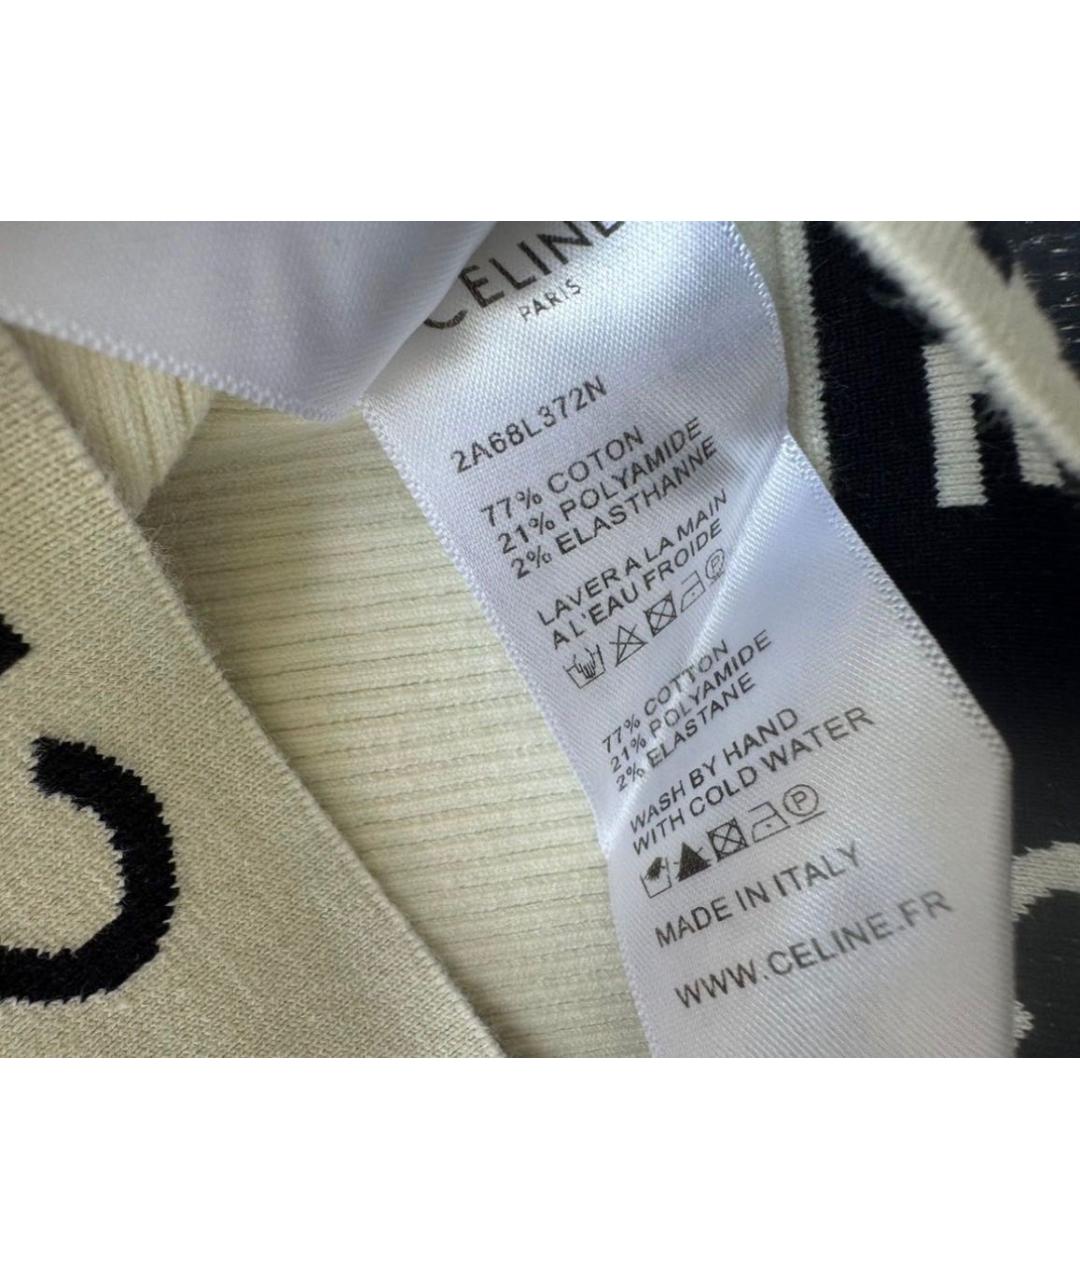 CELINE
PARIS
2A68L372N
77% COTON
21% POLYAMIDE
2% ELASTHANNE
LAVER A LA MAIN
A L'EAU FROIDE
P
77% COTTON
21% POLYAMIDE
2% ELASTANE
WASH BY HAND
WITH COLD WATER
P
MADE IN ITALY
WWW.CELINE.FR